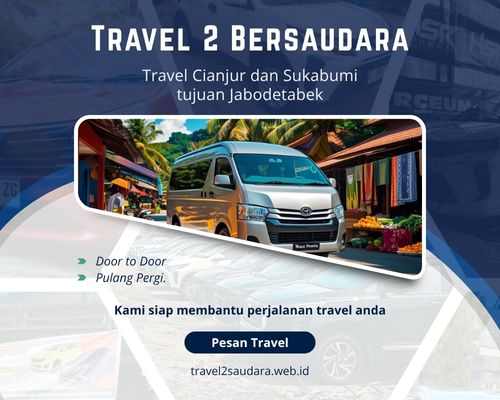 TRAVEL 2 BERSAUDARA
Travel Cianjur dan Sukabumi
tujuan Jabodetabek
Door to Door
Pulang Pergi.
Kami siap membantu perjalanan travel anda
Pesan Travel
travel2saudara.web.id